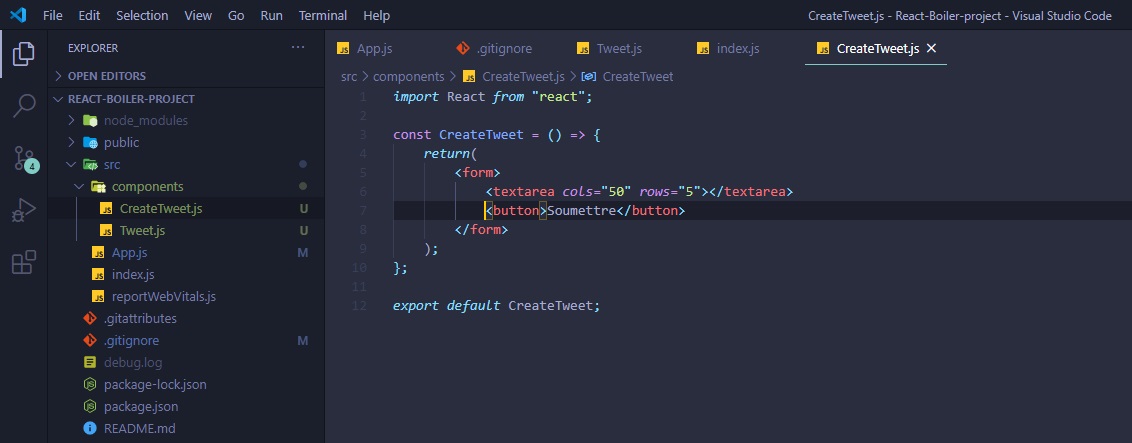 File Edit Selection View Go Run Terminal Help
CreateTweet.js - React-Boiler-project - Visual Studio Code
EXPLORER ...
OPEN EDITORS
REACT-BOILER-PROJECT
node_modules
public
src
components
CreateTweet.js U
Tweet.js U
App.js M
index.js
reportWebVitals.js
.gitattributes
.gitignore M
debug.log
package-lock.json
package.json
README.md
4
JS App.js .gitignore JS Tweet.js JS index.js JS CreateTweet.js ×
src > components > JS CreateTweet.js > CreateTweet
1 import React from "react";
2
3 const CreateTweet = () => {
4 return(
5 <form>
6 <textarea cols="50" rows="5"></textarea>
7 <button>Soumettre</button>
8 </form>
9 );
10 };
11
12 export default CreateTweet;